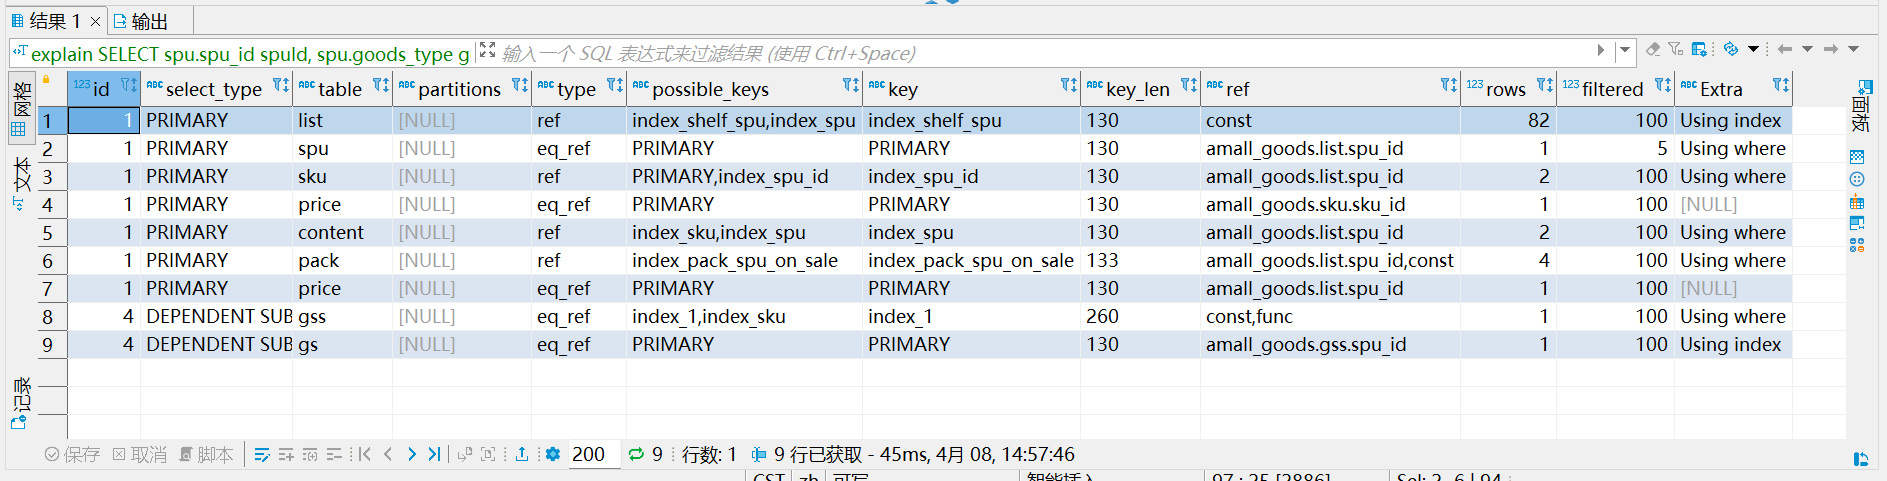 结果 1 × 输出
explain SELECT spu.spu_id spuId, spu.goods_type g 输入一个 SQL 表达式来过滤结果 (使用 Ctrl+Space)
网格
文本
记录
面板
123 id ABC select_type ABC table ABC partitions ABC type ABC possible_keys ABC key ABC key_len ABC ref 123 rows 123 filtered ABC Extra
1 1 PRIMARY list [NULL] ref index_shelf_spu,index_spu index_shelf_spu 130 const 82 100 Using index
2 1 PRIMARY spu [NULL] eq_ref PRIMARY PRIMARY 130 amall_goods.list.spu_id 1 5 Using where
3 1 PRIMARY sku [NULL] ref PRIMARY,index_spu_id index_spu_id 130 amall_goods.list.spu_id 2 100 Using where
4 1 PRIMARY price [NULL] eq_ref PRIMARY PRIMARY 130 amall_goods.sku.sku_id 1 100 [NULL]
5 1 PRIMARY content [NULL] ref index_sku,index_spu index_spu 130 amall_goods.list.spu_id 2 100 Using where
6 1 PRIMARY pack [NULL] ref index_pack_spu_on_sale index_pack_spu_on_sale 133 amall_goods.list.spu_id,const 4 100 Using where
7 1 PRIMARY price [NULL] eq_ref PRIMARY PRIMARY 130 amall_goods.list.spu_id 1 100 [NULL]
8 4 DEPENDENT SUB gss [NULL] eq_ref index_1,index_sku index_1 260 const,func 1 100 Using where
9 4 DEPENDENT SUB gs [NULL] eq_ref PRIMARY PRIMARY 130 amall_goods.gss.spu_id 1 100 Using index
保存 取消 脚本 200 9 行数: 1 9 行已获取 - 45ms, 4月 08, 14:57:46
CST zh 可写 智能插入 97 : 25 [2886] Sel: 2, 6 | 94